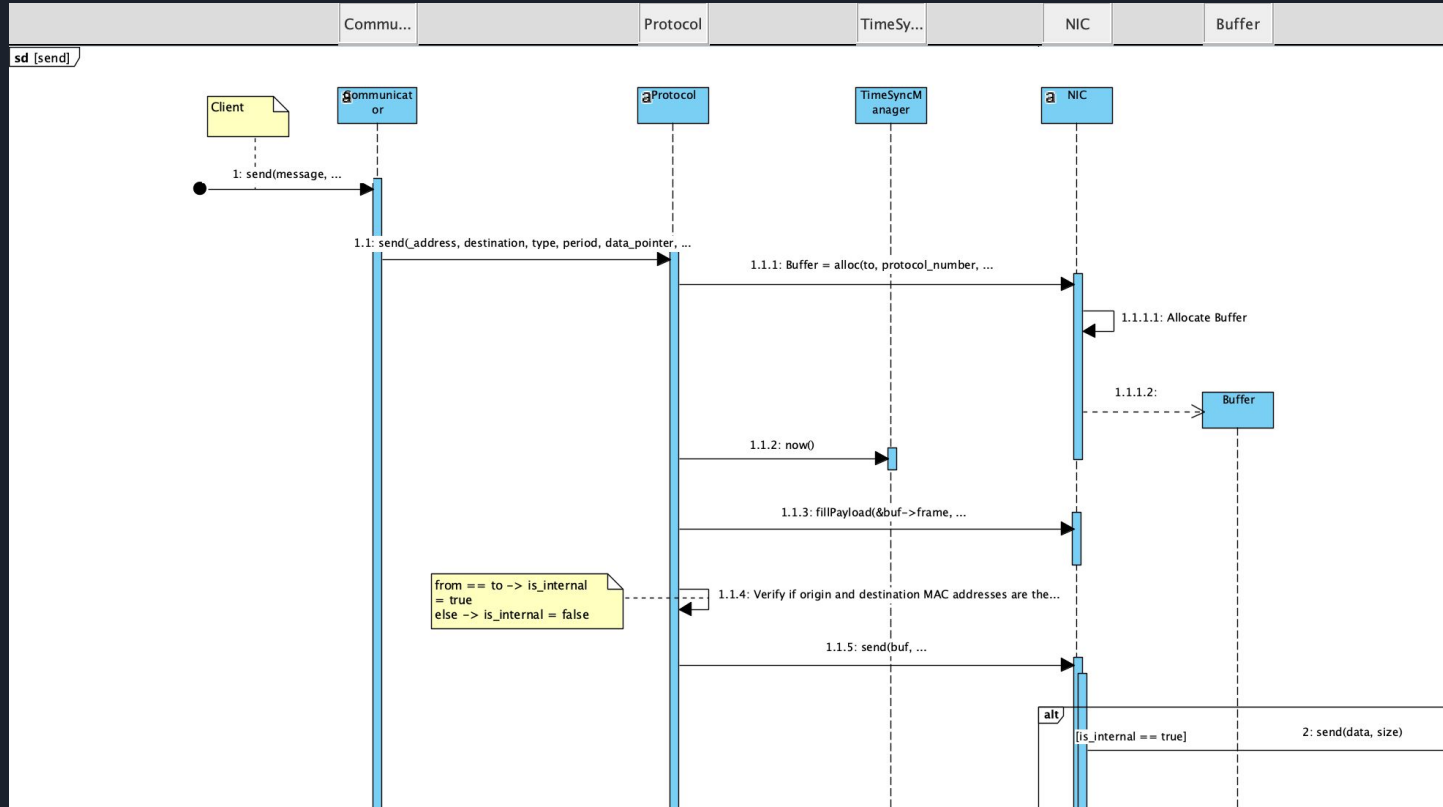 Commu...
Protocol
TimeSy...
NIC
Buffer
sd [send]
Client
a
Communicat
or
a Protocol
TimeSyncM
anager
a NIC
1: send(message, ...
1.1: send(_address, destination, type, period, data_pointer, ...
1.1.1: Buffer = alloc(to, protocol_number, ...
1.1.1.1: Allocate Buffer
1.1.1.2:
Buffer
1.1.2: now()
1.1.3: fillPayload(&buf->frame, ...
from == to -> is_internal
= true
else -> is_internal = false
1.1.4: Verify if origin and destination MAC addresses are the...
1.1.5: send(buf, ...
alt
[is_internal == true]
2: send(data, size)